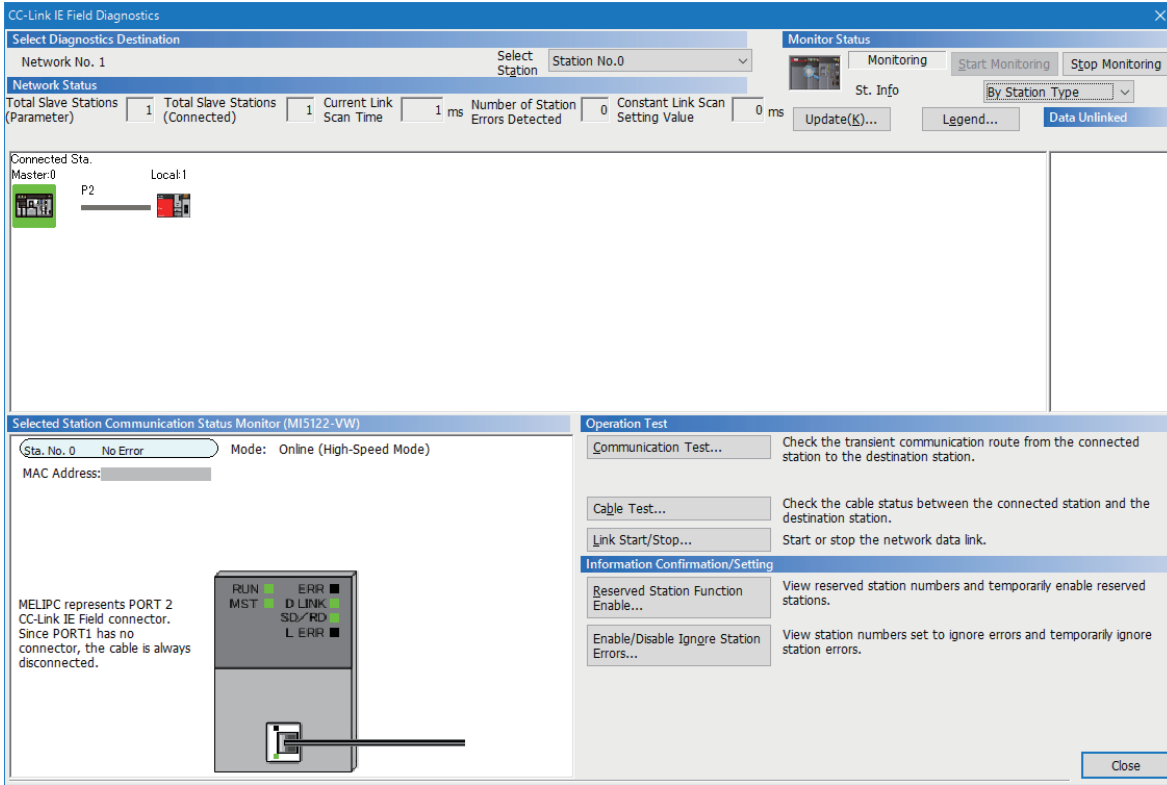 CC-Link IE Field Diagnostics
Select Diagnostics Destination
Network No. 1
Select Station
Station No.0
Monitor Status
Monitoring
Start Monitoring
Stop Monitoring
St. Info
By Station Type
Update(K)...
Legend...
Data Unlinked
Network Status
Total Slave Stations (Parameter)
1
Total Slave Stations (Connected)
1
Current Link Scan Time
1 ms
Number of Station Errors Detected
0
Constant Link Scan Setting Value
0 ms
Connected Sta.
Master:0
P2
Local:1
Selected Station Communication Status Monitor (MI5122-VW)
Sta. No. 0 No Error
Mode: Online (High-Speed Mode)
MAC Address:
MELIPC represents PORT 2
CC-Link IE Field connector.
Since PORT1 has no
connector, the cable is always
disconnected.
RUN ERR
MST D LINK
SD/RD
L ERR
Operation Test
Communication Test...
Check the transient communication route from the connected
station to the destination station.
Cable Test...
Check the cable status between the connected station and the
destination station.
Link Start/Stop...
Start or stop the network data link.
Information Confirmation/Setting
Reserved Station Function
Enable...
View reserved station numbers and temporarily enable reserved
stations.
Enable/Disable Ignore Station
Errors...
View station numbers set to ignore errors and temporarily ignore
station errors.
Close